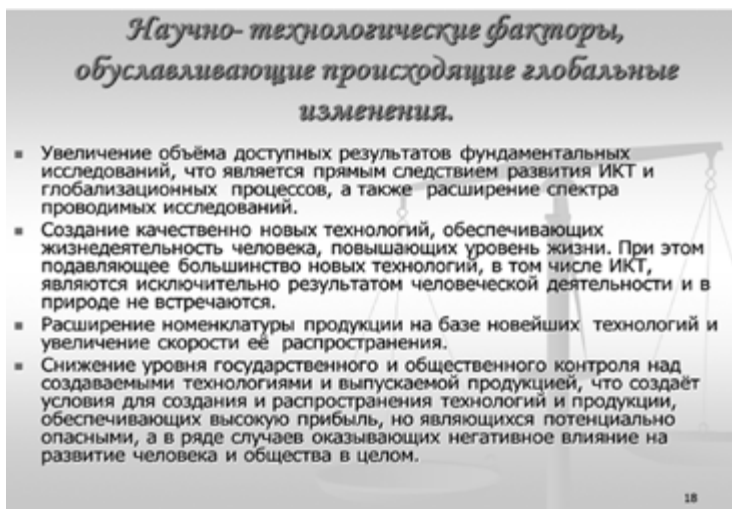 Научно- технологические факторы,
обуславливающие происходящие глобальные
изменения.
Увеличение объёма доступных результатов фундаментальных
исследований, что является прямым следствием развития ИКТ и
глобализационных процессов, а также расширение спектра
проводимых исследований.
Создание качественно новых технологий, обеспечивающих
жизнедеятельность человека, повышающих уровень жизни. При этом
подавляющее большинство новых технологий, в том числе ИКТ,
являются исключительно результатом человеческой деятельности и в
природе не встречаются.
Расширение номенклатуры продукции на базе новейших технологий и
увеличение скорости её распространения.
Снижение уровня государственного и общественного контроля над
создаваемыми технологиями и выпускаемой продукцией, что создаёт
условия для создания и распространения технологий и продукции,
обеспечивающих высокую прибыль, но являющихся потенциально
опасными, а в ряде случаев оказывающих негативное влияние на
развитие человека и общества в целом.
18